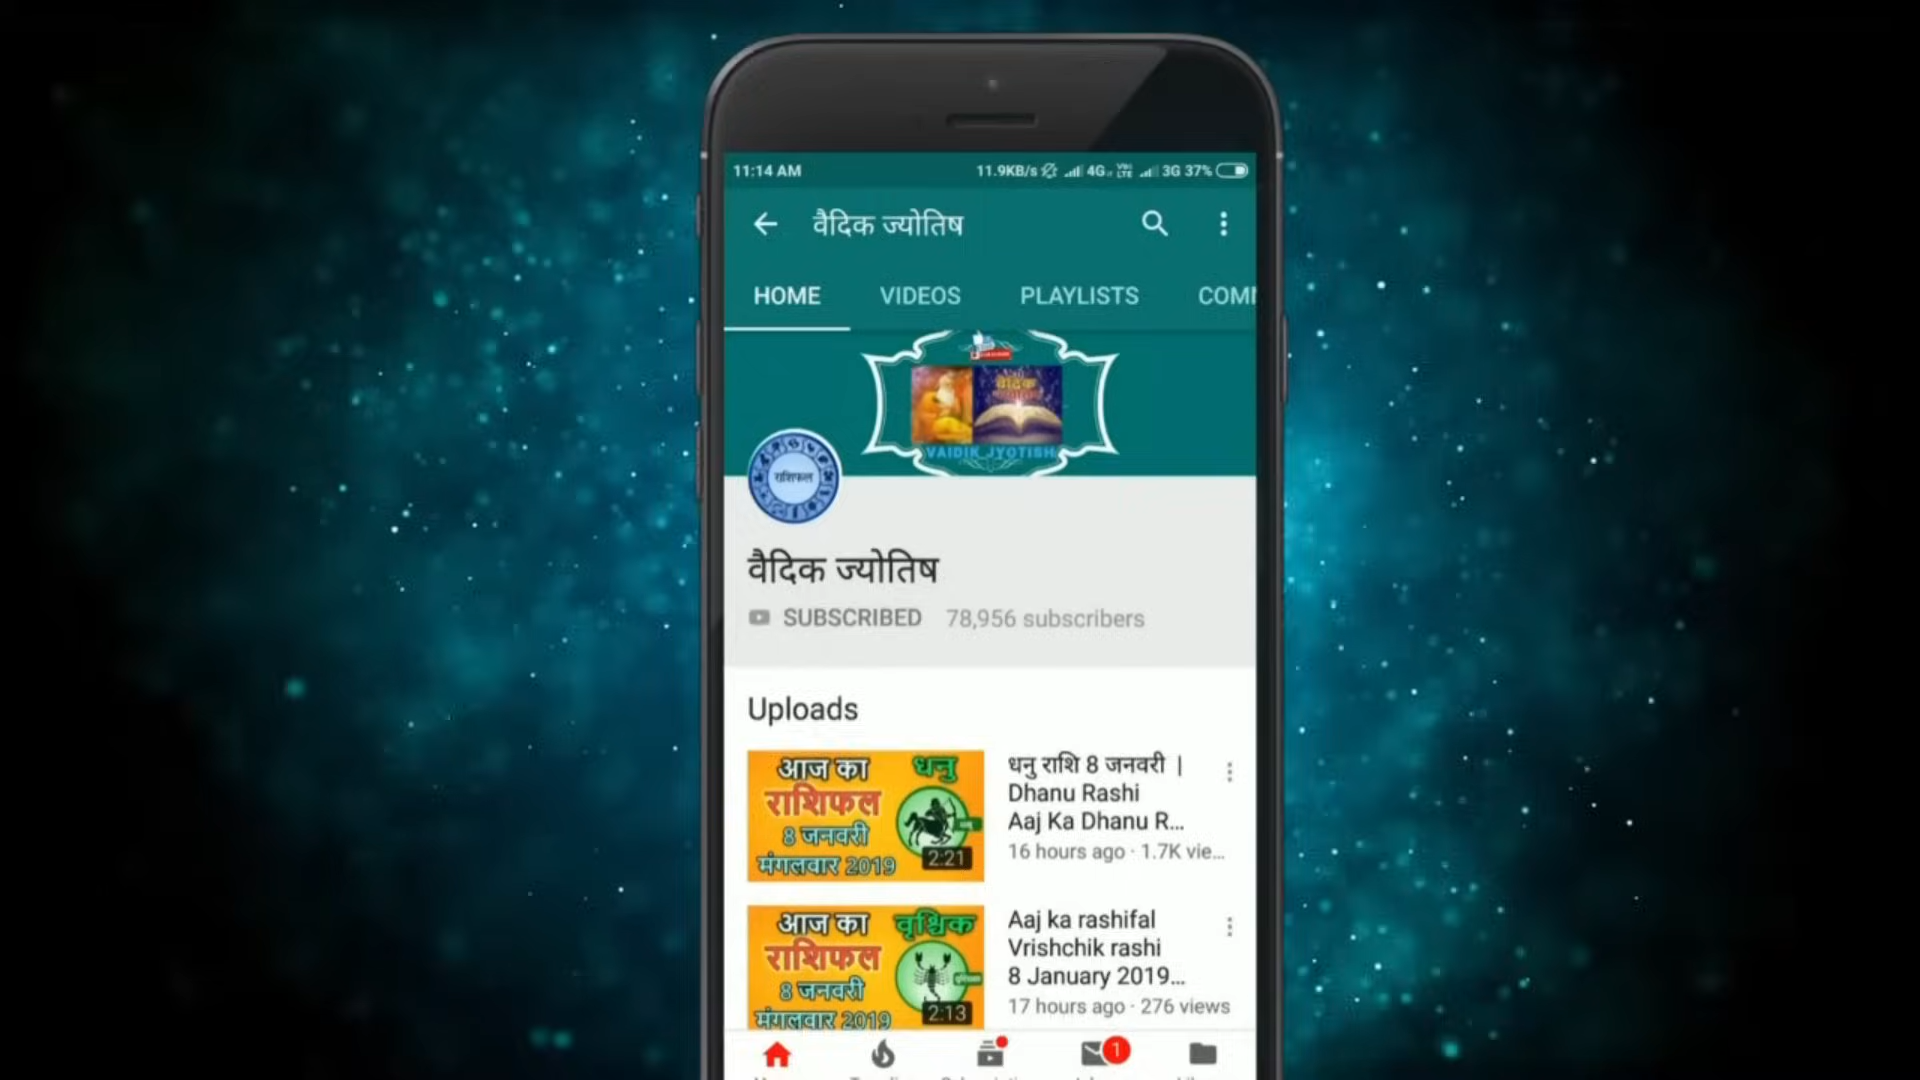 11:14 AM 11.9KB/s 4G VoLTE 3G 37%
वैदिक ज्योतिष
HOME VIDEOS PLAYLISTS COMM
वैदिक
VAIDIK JYOTISH
राशिफल
वैदिक ज्योतिष
SUBSCRIBED 78,956 subscribers
Uploads
आज का धनु
राशिफल
8 जनवरी
मंगलवार 2019
2:21
धनु राशि 8 जनवरी |
Dhanu Rashi
Aaj Ka Dhanu R...
16 hours ago · 1.7K vie...
आज का वृश्चिक
राशिफल
8 जनवरी
मंगलवार 2019
2:13
Aaj ka rashifal
Vrishchik rashi
8 January 2019...
17 hours ago · 276 views
1